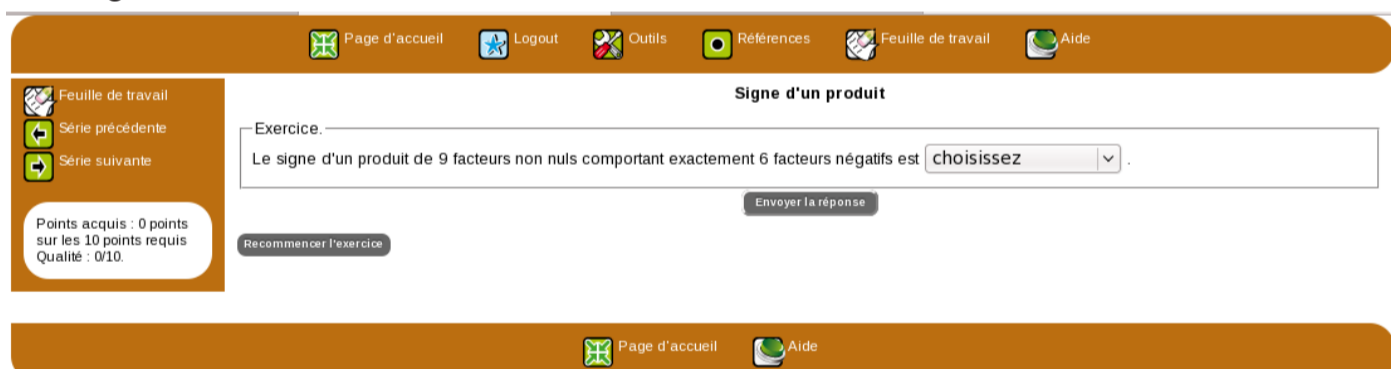 Page d'accueil Logout Outils Références Feuille de travail Aide
Feuille de travail
Série précédente
Série suivante
Points acquis : 0 points
sur les 10 points requis
Qualité : 0/10.
Signe d'un produit
Exercice.
Le signe d'un produit de 9 facteurs non nuls comportant exactement 6 facteurs négatifs est choisissez .
Envoyer la réponse
Recommencer l'exercice
Page d'accueil Aide